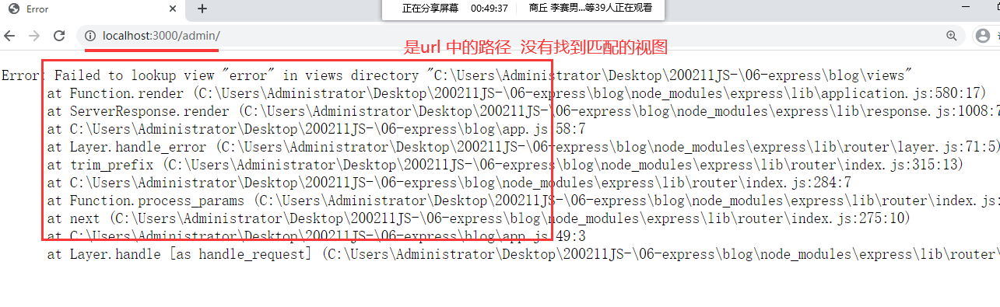 Error
正在分享屏幕 00:49:37 商丘 李赛男...等39人正在观看
localhost:3000/admin/
是url 中的路径 没有找到匹配的视图
Error: Failed to lookup view "error" in views directory "C:\Users\Administrator\Desktop\200211JS-\06-express\blog\views"
at Function.render (C:\Users\Administrator\Desktop\200211JS-\06-express\blog\node_modules\express\lib\application.js:580:17)
at ServerResponse.render (C:\Users\Administrator\Desktop\200211JS-\06-express\blog\node_modules\express\lib\response.js:1008:7
at C:\Users\Administrator\Desktop\200211JS-\06-express\blog\app.js:58:7
at Layer.handle_error (C:\Users\Administrator\Desktop\200211JS-\06-express\blog\node_modules\express\lib\router\layer.js:71:5)
at trim_prefix (C:\Users\Administrator\Desktop\200211JS-\06-express\blog\node_modules\express\lib\router\index.js:315:13)
at C:\Users\Administrator\Desktop\200211JS-\06-express\blog\node_modules\express\lib\router\index.js:284:7
at Function.process_params (C:\Users\Administrator\Desktop\200211JS-\06-express\blog\node_modules\express\lib\router\index.js:
at next (C:\Users\Administrator\Desktop\200211JS-\06-express\blog\node_modules\express\lib\router\index.js:275:10)
at C:\Users\Administrator\Desktop\200211JS-\06-express\blog\app.js:49:3
at Layer.handle [as handle_request] (C:\Users\Administrator\Desktop\200211JS-\06-express\blog\node_modules\express\lib\router\